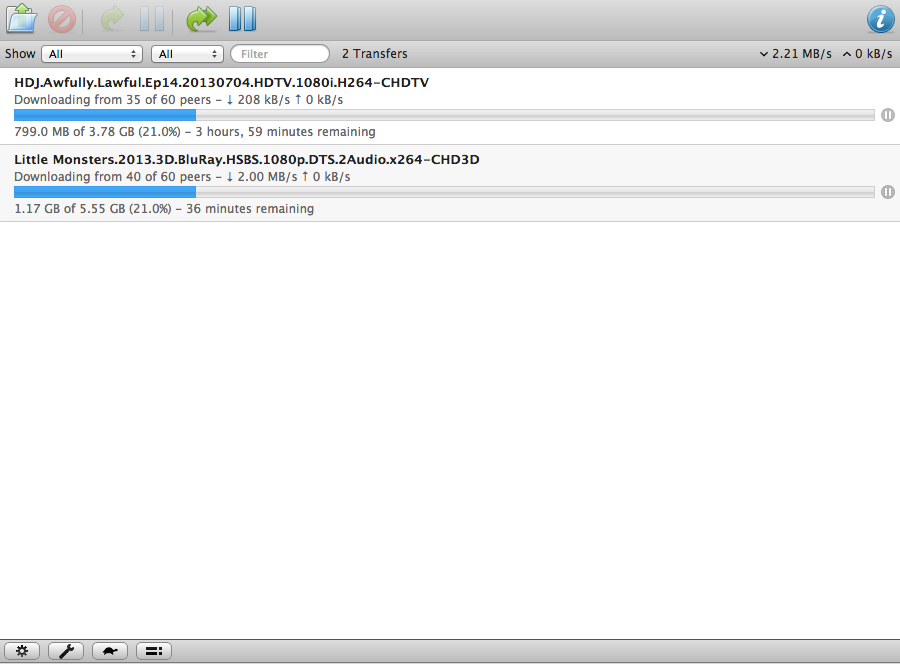 Show All All Filter 2 Transfers 2.21 MB/s 0 kB/s
HDJ.Awfully.Lawful.Ep14.20130704.HDTV.1080i.H264-CHDTV
Downloading from 35 of 60 peers - ↓ 208 kB/s ↑ 0 kB/s
799.0 MB of 3.78 GB (21.0%) - 3 hours, 59 minutes remaining
Little Monsters.2013.3D.BluRay.HSBS.1080p.DTS.2Audio.x264-CHD3D
Downloading from 40 of 60 peers - ↓ 2.00 MB/s ↑ 0 kB/s
1.17 GB of 5.55 GB (21.0%) - 36 minutes remaining